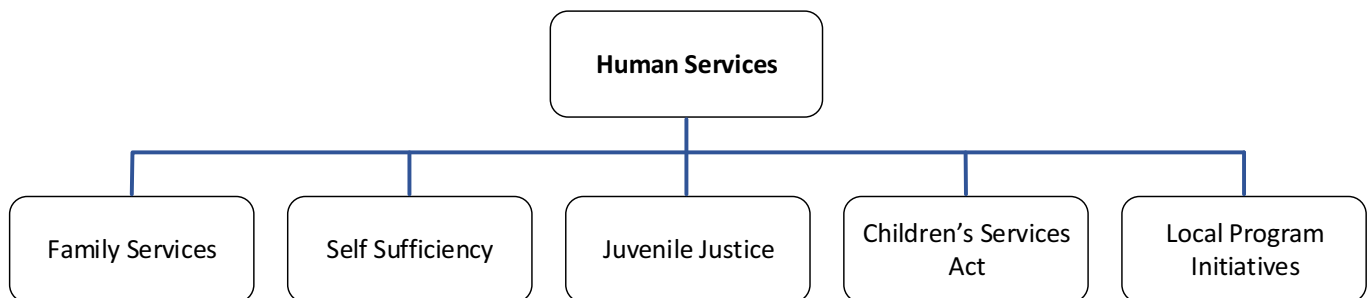 Human Services
Family Services
Self Sufficiency
Juvenile Justice
Children’s Services
Act
Local Program
Initiatives